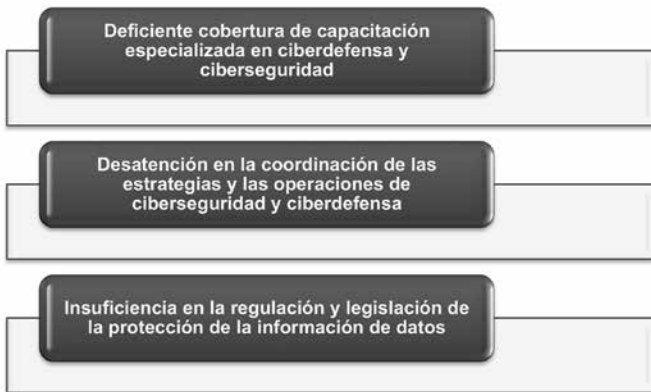 Deficiente cobertura de capacitación
especializada en ciberdefensa y
ciberseguridad
Desatención en la coordinación de las
estrategias y las operaciones de
ciberseguridad y ciberdefensa
Insuficiencia en la regulación y legislación de
la protección de la información de datos